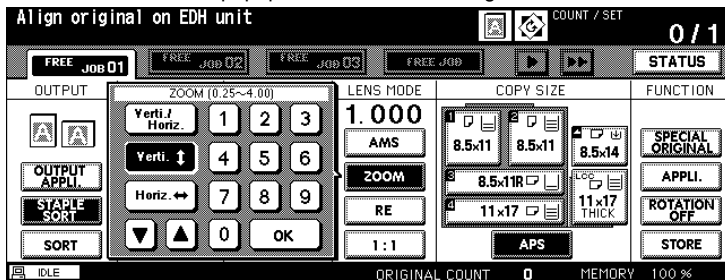 Align original on EDH unit
COUNT / SET
0/1
FREE JOB 01
FREE JOB 02
FREE JOB 03
FREE JOB
STATUS
OUTPUT
ZOOM (0.25~4.00)
LENS MODE
COPY SIZE
FUNCTION
A
A A
Verti./
Horiz.
1 2 3
Verti.
4 5 6
Horiz.
7 8 9
0 OK
OUTPUT
APPLI.
STAPLE
SORT
SORT
1.000
AMS
ZOOM
RE
1:1
1
8.5x11
2
8.5x11
8.5x14
3
8.5x11R
4
11x17
LCC
11x17
THICK
APS
SPECIAL
ORIGINAL
APPLI.
ROTATION
OFF
STORE
IDLE
ORIGINAL COUNT 0
MEMORY 100 %